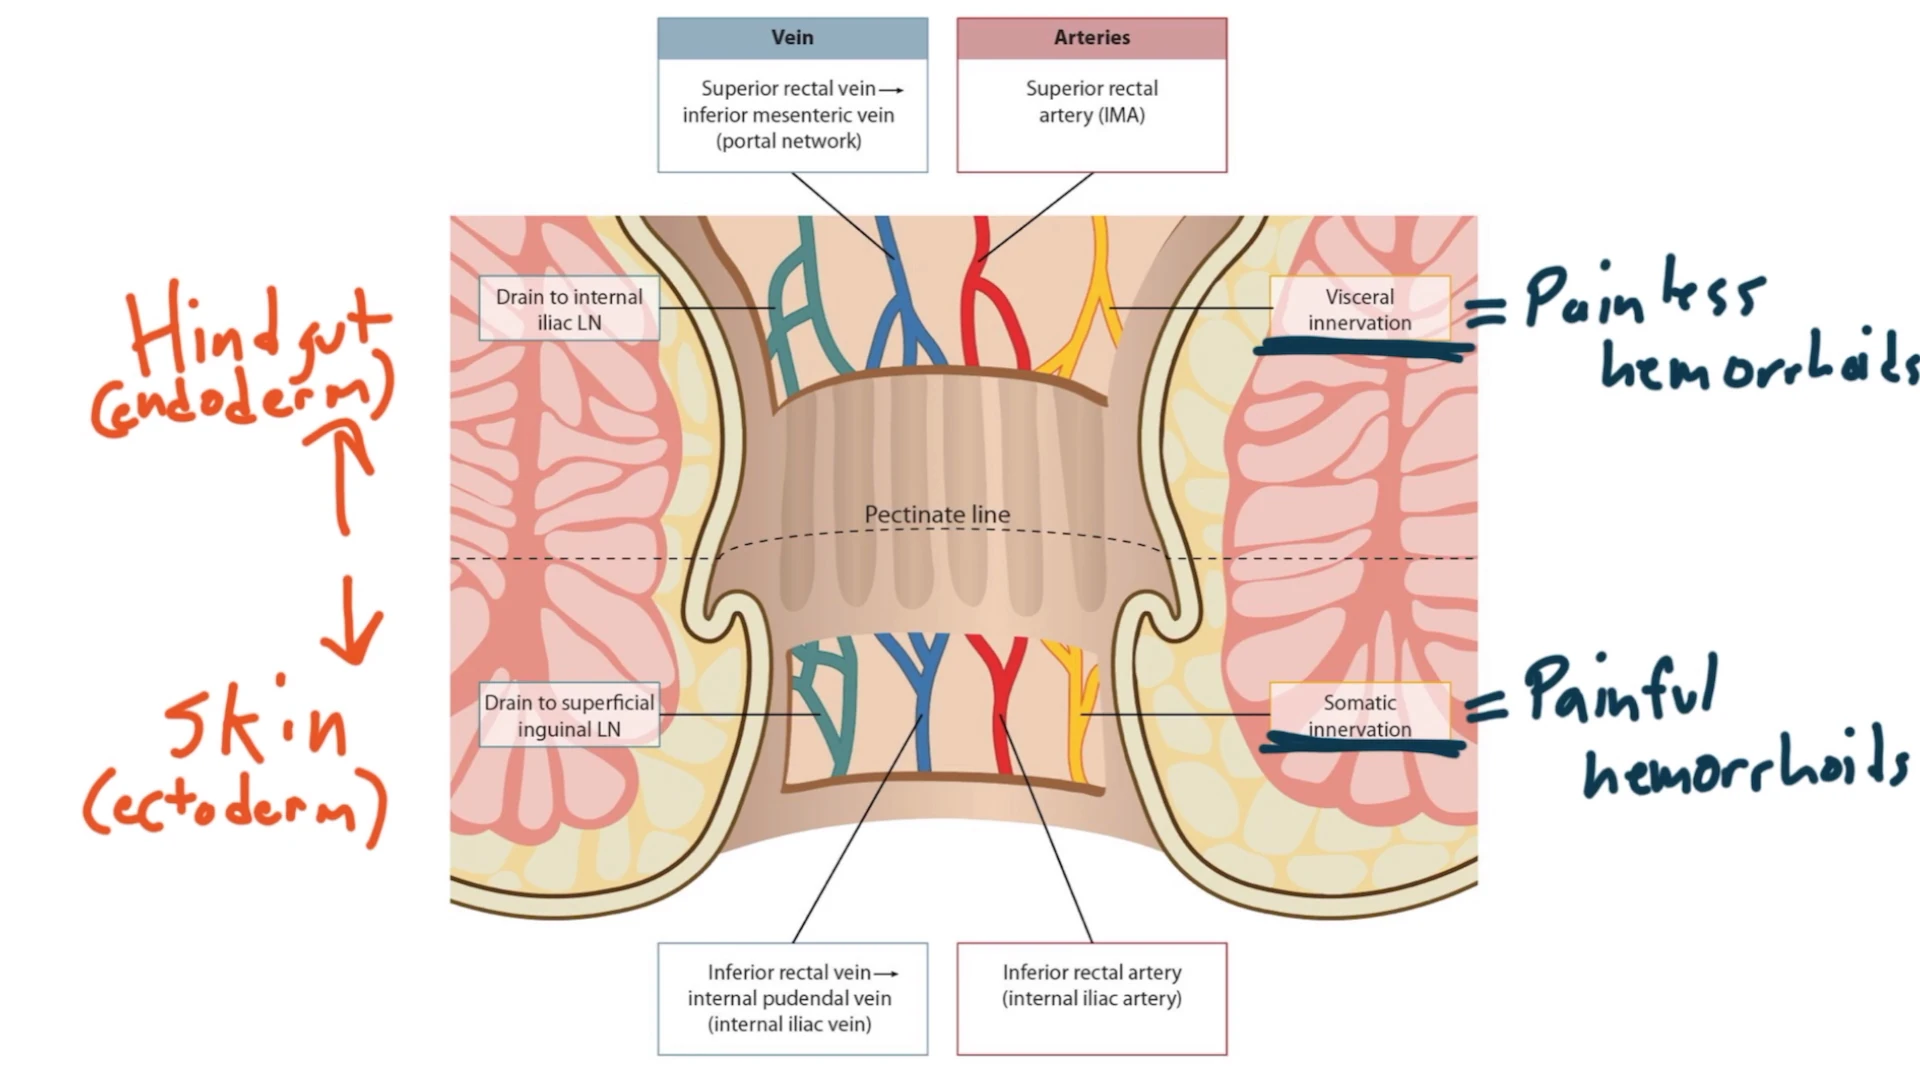 Vein
Superior rectal vein→
inferior mesenteric vein
(portal network)
Arteries
Superior rectal
artery (IMA)
Hindgut
(endoderm)
Drain to internal
iliac LN
Visceral
innervation
= Painless
hemorrhoids
Pectinate line
Skin
(ectoderm)
Drain to superficial
inguinal LN
Somatic
innervation
= Painful
hemorrhoids
Inferior rectal vein→
internal pudendal vein
(internal iliac vein)
Inferior rectal artery
(internal iliac artery)